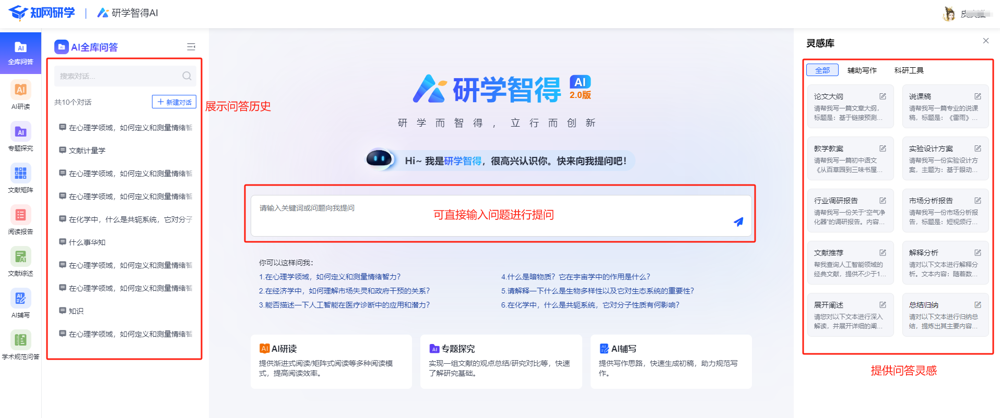 知网研学
研学智得AI
全库问答
AI研读
专题探究
文献矩阵
阅读报告
文献综述
AI辅写
学术规范问答
AI全库问答
搜索对话...
共10个对话
新建对话
在心理学领域，如何定义和测量情绪智
文献计量学
在心理学领域，如何定义和测量情绪智
在心理学领域，如何定义和测量情绪智
在化学中，什么是共轭系统，它对分子
什么事华知
在心理学领域，如何定义和测量情绪智
在心理学领域，如何定义和测量情绪智
知识
在心理学领域，如何定义和测量情绪智
展示问答历史
研学智得 AI
2.0版
研学而智得，立行而创新
Hi~ 我是研学智得，很高兴认识你。快来向我提问吧！
请输入关键词或问题向我提问
可直接输入问题进行提问
你可以这样问我：
1.在心理学领域，如何定义和测量情绪智力？
2.在经济学中，如何理解市场失灵和政府干预的关系？
3.能否描述一下人工智能在医疗诊断中的应用和潜力？
4.什么是暗物质？它在宇宙学中的作用是什么？
5.请解释一下什么是生物多样性以及它对生态系统的重要性？
6.在化学中，什么是共轭系统，它对分子性质有何影响？
AI研读
提供渐进式阅读/矩阵式阅读等多种阅读模
式，提高阅读效率。
专题探究
实现一组文献的观点总结/研究对比等，快速
了解研究基础。
AI辅写
提供写作思路，快速生成初稿，助力规范写
作。
灵感库
全部 辅助写作 科研工具
论文大纲
请帮我写一篇文章大纲，
标题是：基于链接预测...
说课稿
请帮我写一篇专业的说课
稿，标题是：《雷雨》...
教学教案
请帮我写一篇初中语文
《从百草园到三味书屋...
实验设计方案
请帮我写一份实验设计方
案，主题为：基于眼动...
行业调研报告
请帮我写一份关于“空气净
化器”的调研报告。内容...
市场分析报告
请帮我写一份市场分析报
告，标题是：短视频行...
文献推荐
帮我查询人工智能领域的
经典文献，提供不少于1...
解释分析
请对以下文本进行解释分
析。文本内容：随着数...
展开阐述
请您对以下文本进行深入
解读，并展开详细的阐...
总结归纳
请对以下文本进行归纳总
结，提炼出其主要内容...
提供问答灵感